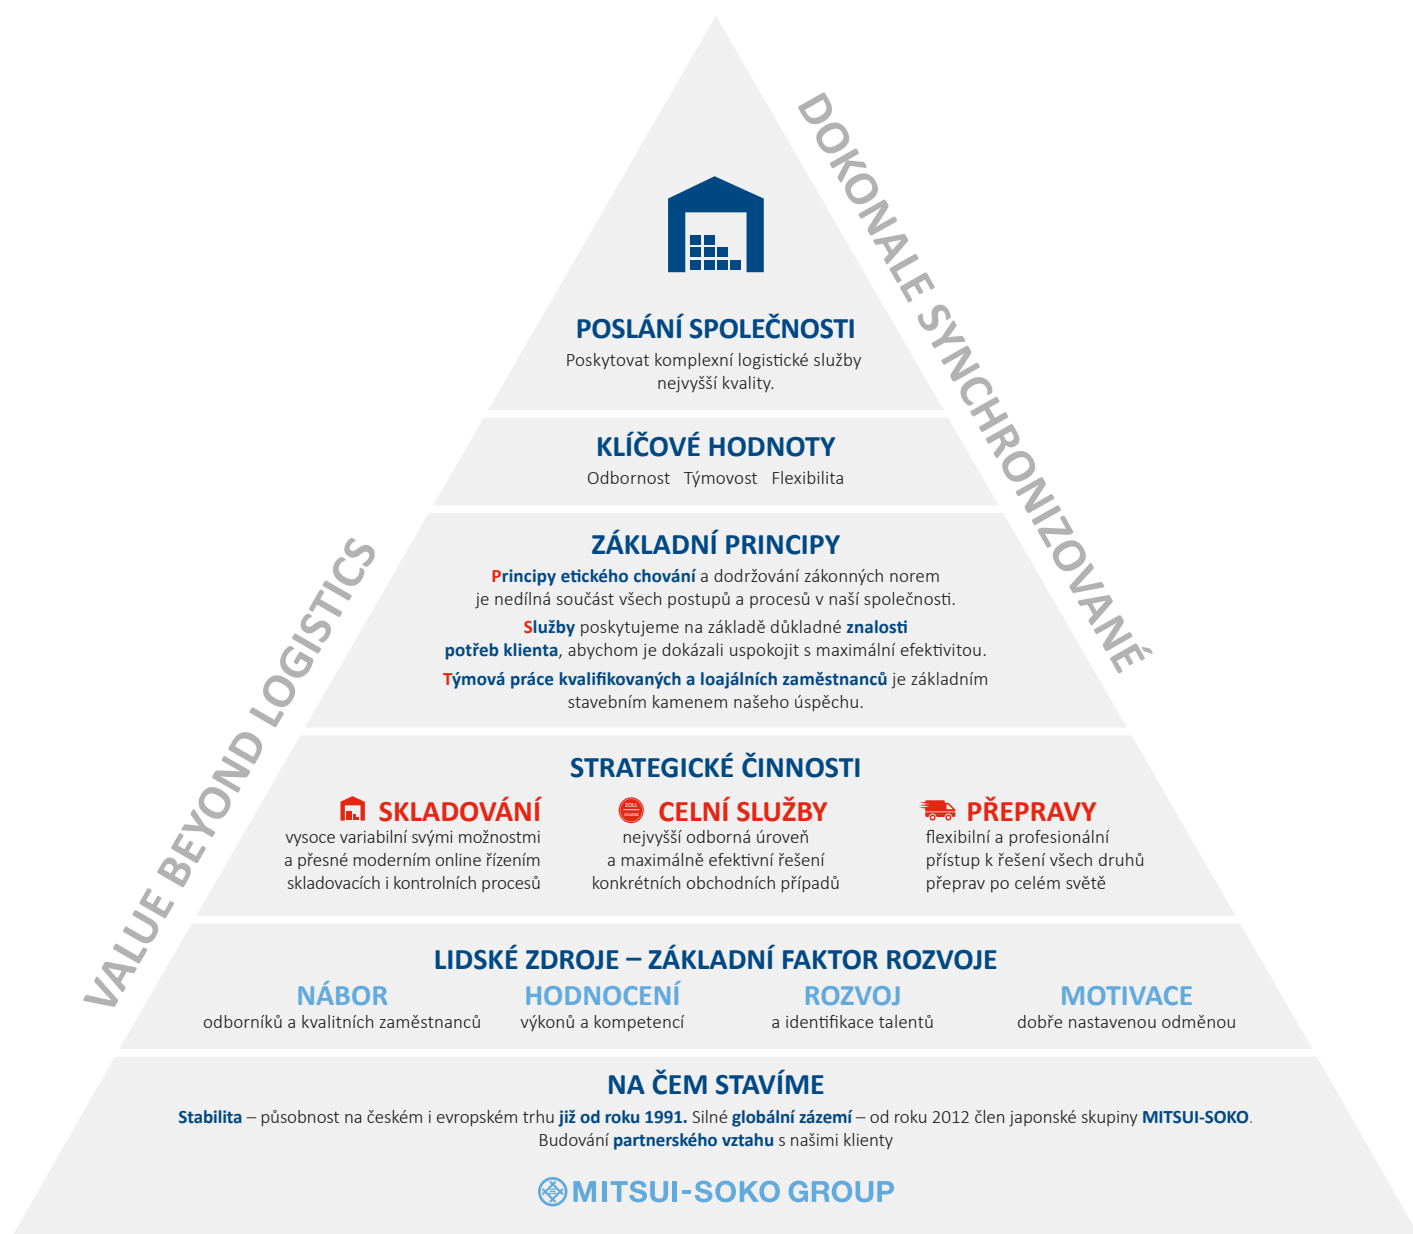 DOKONALE SYNCHRONIZOVANÉ
VALUE BEYOND LOGISTICS
POSLÁNÍ SPOLEČNOSTI
Poskytovat komplexní logistické služby
nejvyšší kvality.
KLÍČOVÉ HODNOTY
Odbornost Týmovost Flexibilita
ZÁKLADNÍ PRINCIPY
Principy etického chování a dodržování zákonných norem
je nedílná součást všech postupů a procesů v naší společnosti.
Služby poskytujeme na základě důkladné znalosti
potřeb klienta, abychom je dokázali uspokojit s maximální efektivitou.
Týmová práce kvalifikovaných a loajálních zaměstnanců je základním
stavebním kamenem našeho úspěchu.
STRATEGICKÉ ČINNOSTI
SKLADOVÁNÍ
vysoce variabilní svými možnostmi
a přesné moderním online řízením
skladovacích i kontrolních procesů
ZOLL
CELNÍ SLUŽBY
nejvyšší odborná úroveň
a maximálně efektivní řešení
konkrétních obchodních případů
PŘEPRAVY
flexibilní a profesionální
přístup k řešení všech druhů
přeprav po celém světě
LIDSKÉ ZDROJE – ZÁKLADNÍ FAKTOR ROZVOJE
NÁBOR
odborníků a kvalitních zaměstnanců
HODNOCENÍ
výkonů a kompetencí
ROZVOJ
a identifikace talentů
MOTIVACE
dobře nastavenou odměnou
NA ČEM STAVÍME
Stabilita – působnost na českém i evropském trhu již od roku 1991. Silné globální zázemí – od roku 2012 člen japonské skupiny MITSUI-SOKO.
Budování partnerského vztahu s našimi klienty
MITSUI-SOKO GROUP